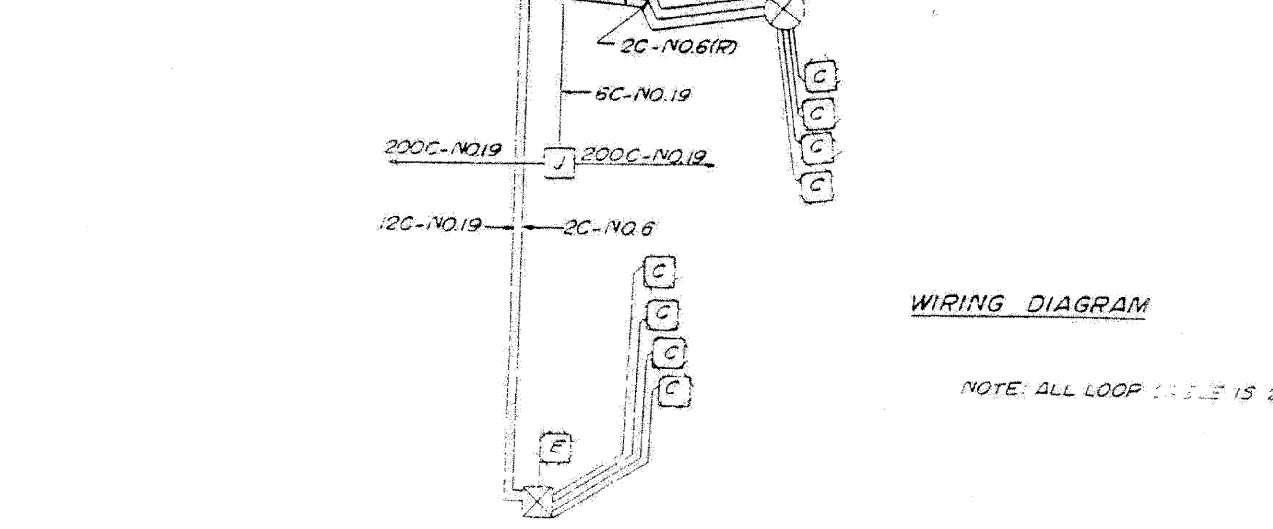 2C-NO.6(R)
C
6C-NO.19
C
200C-NO.19
J
200C-NO.19
C
C
12C-NO.19
2C-NO.6
C
C
WIRING DIAGRAM
C
C
NOTE: ALL LOOP IS
E